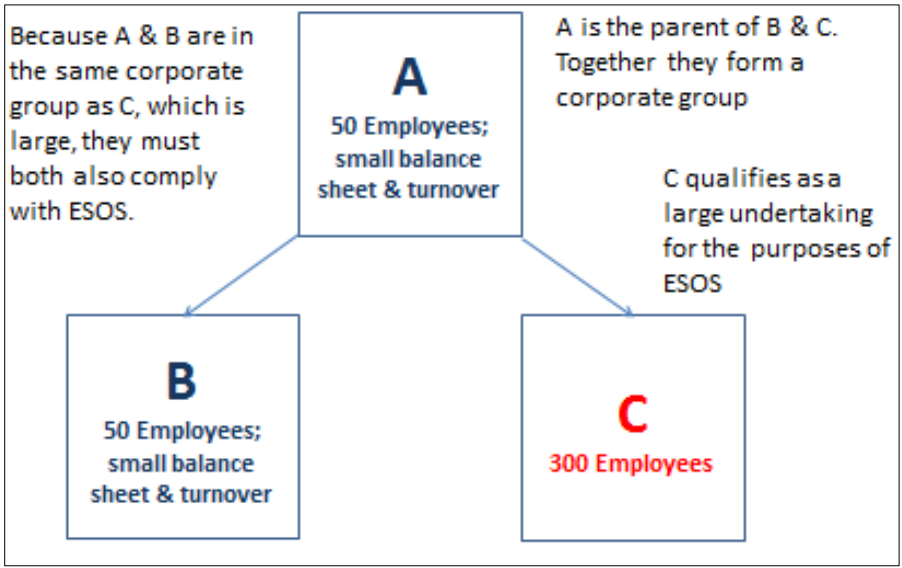 Because A & B are in
the same corporate
group as C, which is
large, they must
both also comply
with ESOS.
A
50 Employees;
small balance
sheet & turnover
A is the parent of B & C.
Together they form a
corporate group
C qualifies as a
large undertaking
for the purposes of
ESOS
B
50 Employees;
small balance
sheet & turnover
C
300 Employees